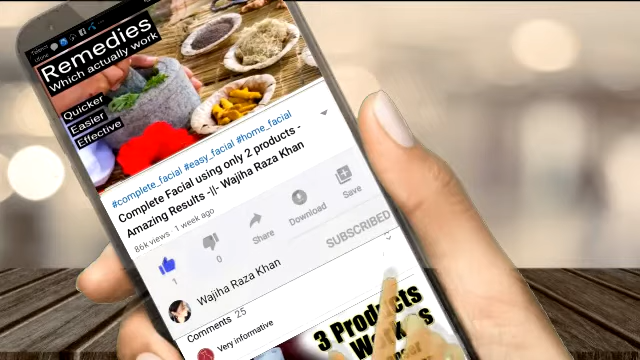 Telenor
Remedies
Which actually work
Quicker
Easier
Effective
#complete_facial #easy_facial #home_facial
Complete Facial using only 2 products -
Amazing Results -||- Wajiha Raza Khan
86k views · 1 week ago
1
0
Share
Download
Save
Wajiha Raza Khan
SUBSCRIBED
Comments 25
Very informative
3 Products